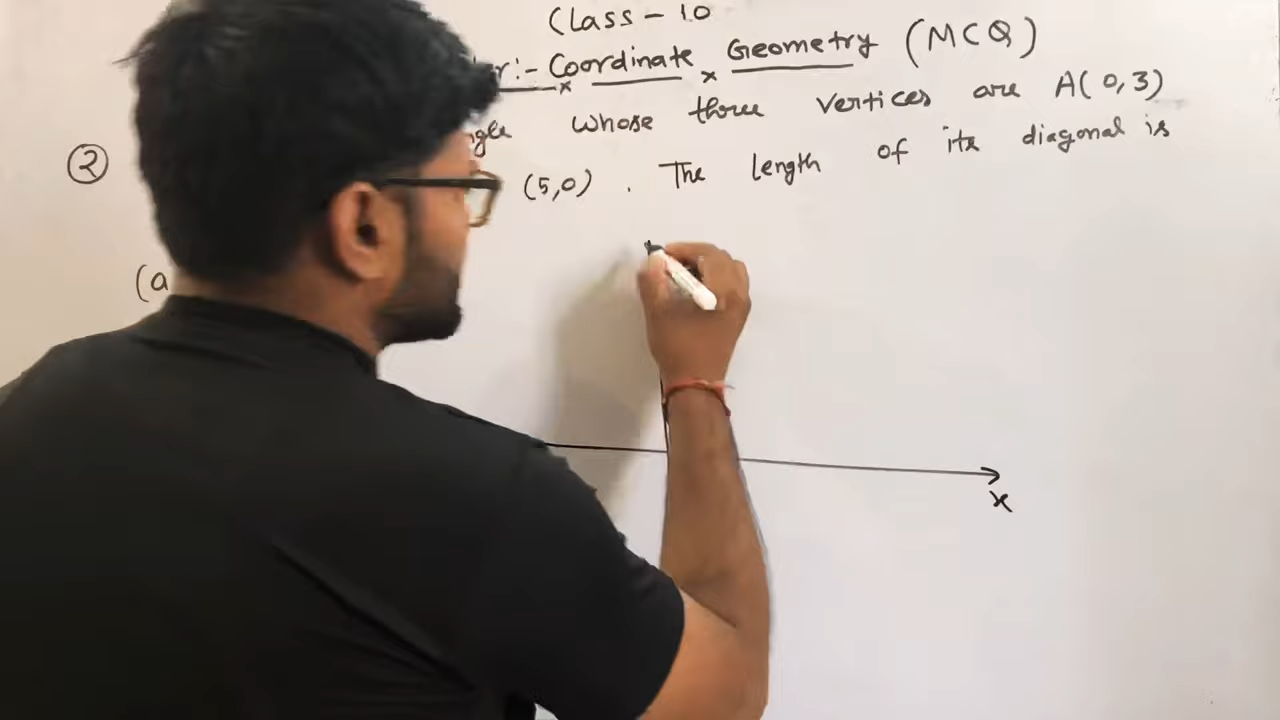 Class - 10
:- Coordinate Geometry (MCQ)
whose three vertices are A(0,3)
②
(5,0) . The length of its diagonal is
(a
x